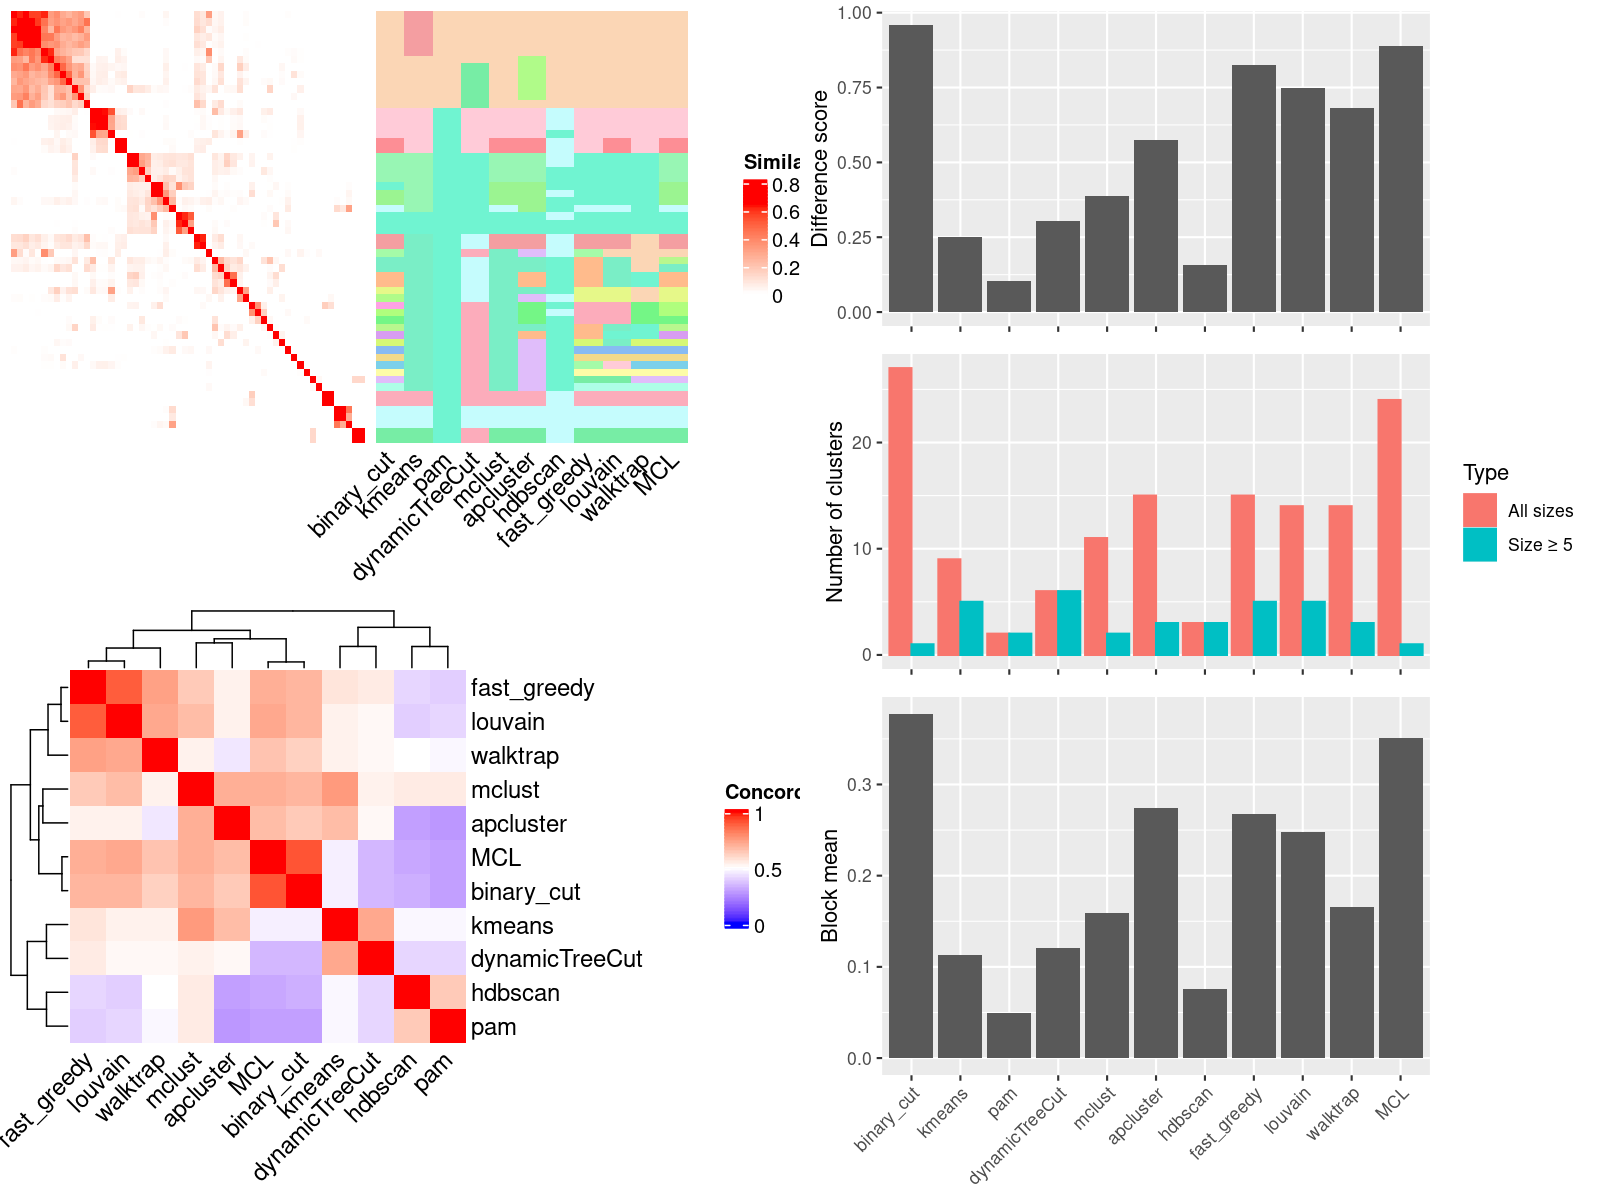 Simila
0.8
0.6
0.4
0.2
0
binary_cut
kmeans
pam
dynamicTreeCut
mclust
apcluster
hdbscan
fast_greedy
louvain
walktrap
MCL
Difference score
1.00
0.75
0.50
0.25
0.00
Number of clusters
20
10
0
Type
All sizes
Size ≥ 5
Block mean
0.3
0.2
0.1
0.0
binary_cut
kmeans
pam
dynamicTreeCut
mclust
apcluster
hdbscan
fast_greedy
louvain
walktrap
MCL
fast_greedy
louvain
walktrap
mclust
apcluster
MCL
binary_cut
kmeans
dynamicTreeCut
hdbscan
pam
fast_greedy
louvain
walktrap
mclust
apcluster
MCL
binary_cut
kmeans
dynamicTreeCut
hdbscan
pam
Concord
1
0.5
0